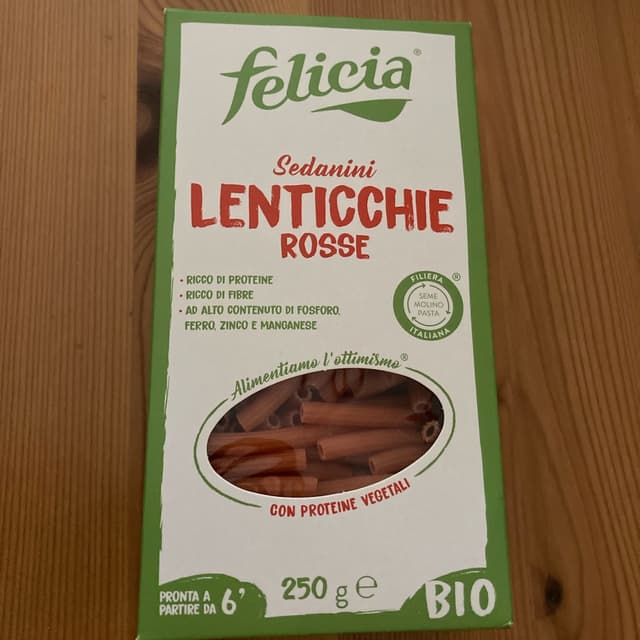 felicia®
Sedanini
LENTICCHIE
ROSSE
• RICCO DI PROTEINE
• RICCO DI FIBRE
• AD ALTO CONTENUTO DI FOSFORO,
FERRO, ZINCO E MANGANESE
FILIERA ®
SEME
MOLINO
PASTA
ITALIANA
Alimentiamo l'ottimismo®
CON PROTEINE VEGETALI
PRONTA A
PARTIRE DA 6'
250 g ℮
BIO